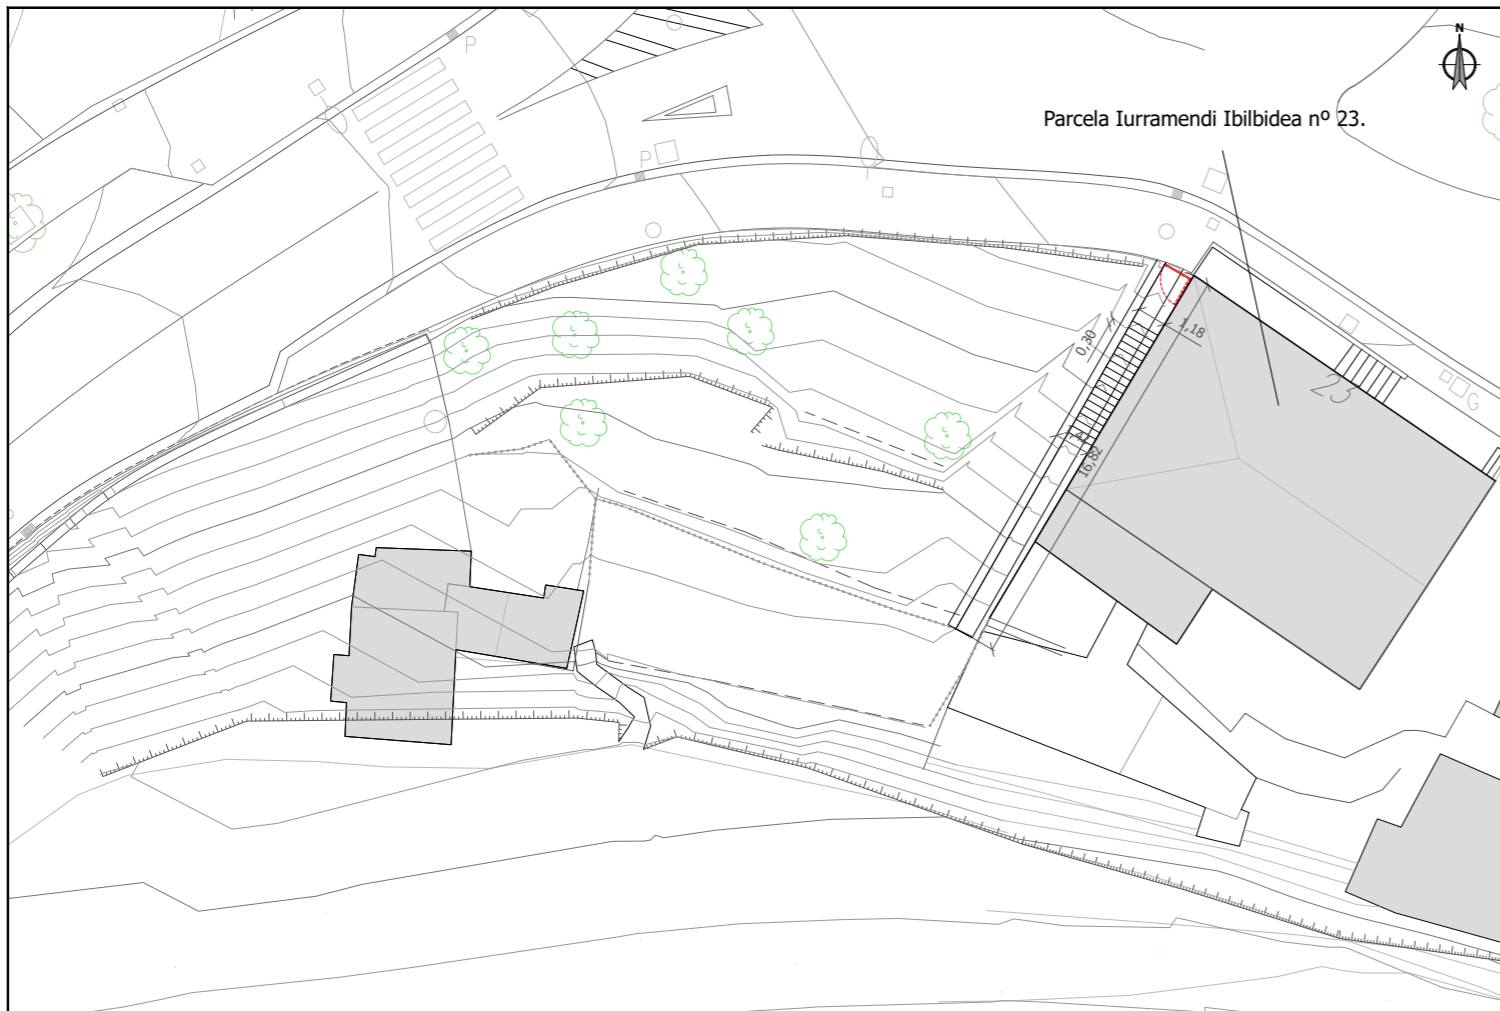 P
N
Parcela Iurramendi Ibilbidea nº 23.
P
0,30
1,18
23
G
16,82